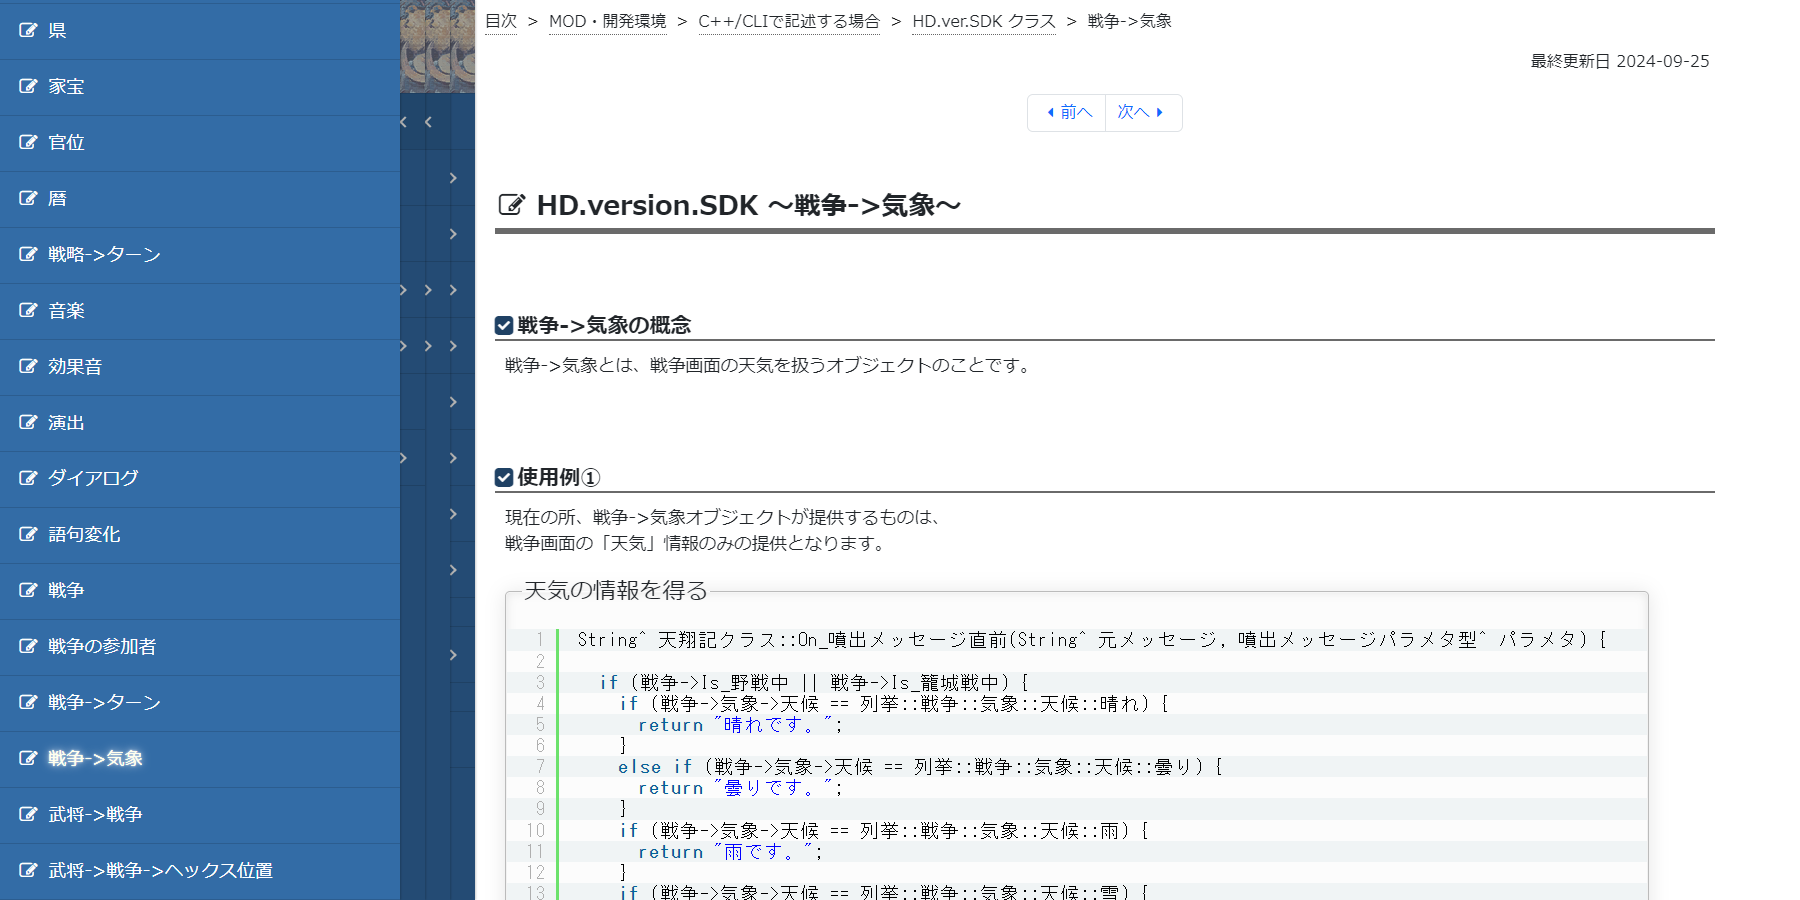 県
家宝
官位
暦
戦略->ターン
音楽
効果音
演出
ダイアログ
語句変化
戦争
戦争の参加者
戦争->ターン
戦争->気象
武将->戦争
武将->戦争->ヘックス位置
目次 > MOD・開発環境 > C++/CLIで記述する場合 > HD.ver.SDK クラス > 戦争->気象
最終更新日 2024-09-25
前へ 次へ
HD.version.SDK ～戦争->気象～
戦争->気象の概念
戦争->気象とは、戦争画面の天気を扱うオブジェクトのことです。
使用例①
現在の所、戦争->気象オブジェクトが提供するものは、
戦争画面の「天気」情報のみの提供となります。
天気の情報を得る
1 String^ 天翔記クラス::On_噴出メッセージ直前(String^ 元メッセージ, 噴出メッセージパラメタ型^ パラメタ) {
2
3 if (戦争->Is_野戦中 || 戦争->Is_籠城戦中) {
4 if (戦争->気象->天候 == 列挙::戦争::気象::天候::晴れ) {
5 return "晴れです。";
6 }
7 else if (戦争->気象->天候 == 列挙::戦争::気象::天候::曇り) {
8 return "曇りです。";
9 }
10 if (戦争->気象->天候 == 列挙::戦争::気象::天候::雨) {
11 return "雨です。";
12 }
13 if (戦争->気象->天候 == 列挙::戦争::気象::天候::雪) {